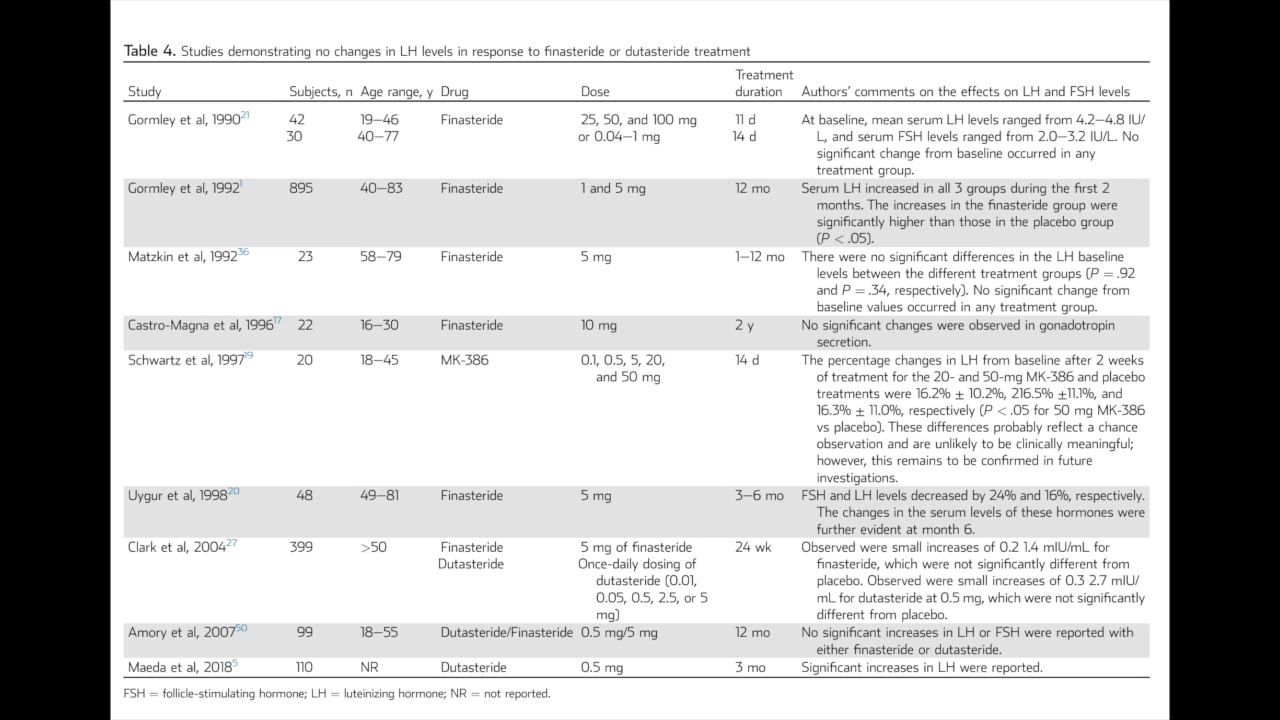 Table 4. Studies demonstrating no changes in LH levels in response to finasteride or dutasteride treatment
Treatment
Study Subjects, n Age range, y Drug Dose duration Authors' comments on the effects on LH and FSH levels
Gormley et al, 1990²¹ 42 19–46 Finasteride 25, 50, and 100 mg 11 d At baseline, mean serum LH levels ranged from 4.2–4.8 IU/
30 40–77 or 0.04–1 mg 14 d L, and serum FSH levels ranged from 2.0–3.2 IU/L. No
significant change from baseline occurred in any
treatment group.
Gormley et al, 1992¹ 895 40–83 Finasteride 1 and 5 mg 12 mo Serum LH increased in all 3 groups during the first 2
months. The increases in the finasteride group were
significantly higher than those in the placebo group
(P < .05).
Matzkin et al, 1992³⁶ 23 58–79 Finasteride 5 mg 1–12 mo There were no significant differences in the LH baseline
levels between the different treatment groups (P = .92
and P = .34, respectively). No significant change from
baseline values occurred in any treatment group.
Castro-Magna et al, 1996¹⁷ 22 16–30 Finasteride 10 mg 2 y No significant changes were observed in gonadotropin
secretion.
Schwartz et al, 1997¹⁹ 20 18–45 MK-386 0.1, 0.5, 5, 20, 14 d The percentage changes in LH from baseline after 2 weeks
and 50 mg of treatment for the 20- and 50-mg MK-386 and placebo
treatments were 16.2% ± 10.2%, 216.5% ±11.1%, and
16.3% ± 11.0%, respectively (P < .05 for 50 mg MK-386
vs placebo). These differences probably reflect a chance
observation and are unlikely to be clinically meaningful;
however, this remains to be confirmed in future
investigations.
Uygur et al, 1998²⁰ 48 49–81 Finasteride 5 mg 3–6 mo FSH and LH levels decreased by 24% and 16%, respectively.
The changes in the serum levels of these hormones were
further evident at month 6.
Clark et al, 2004²⁷ 399 >50 Finasteride 5 mg of finasteride 24 wk Observed were small increases of 0.2 1.4 mIU/mL for
Dutasteride Once-daily dosing of finasteride, which were not significantly different from
dutasteride (0.01, placebo. Observed were small increases of 0.3 2.7 mIU/
0.05, 0.5, 2.5, or 5 mL for dutasteride at 0.5 mg, which were not significantly
mg) different from placebo.
Amory et al, 2007⁵⁰ 99 18–55 Dutasteride/Finasteride 0.5 mg/5 mg 12 mo No significant increases in LH or FSH were reported with
either finasteride or dutasteride.
Maeda et al, 2018⁵ 110 NR Dutasteride 0.5 mg 3 mo Significant increases in LH were reported.
FSH = follicle-stimulating hormone; LH = luteinizing hormone; NR = not reported.